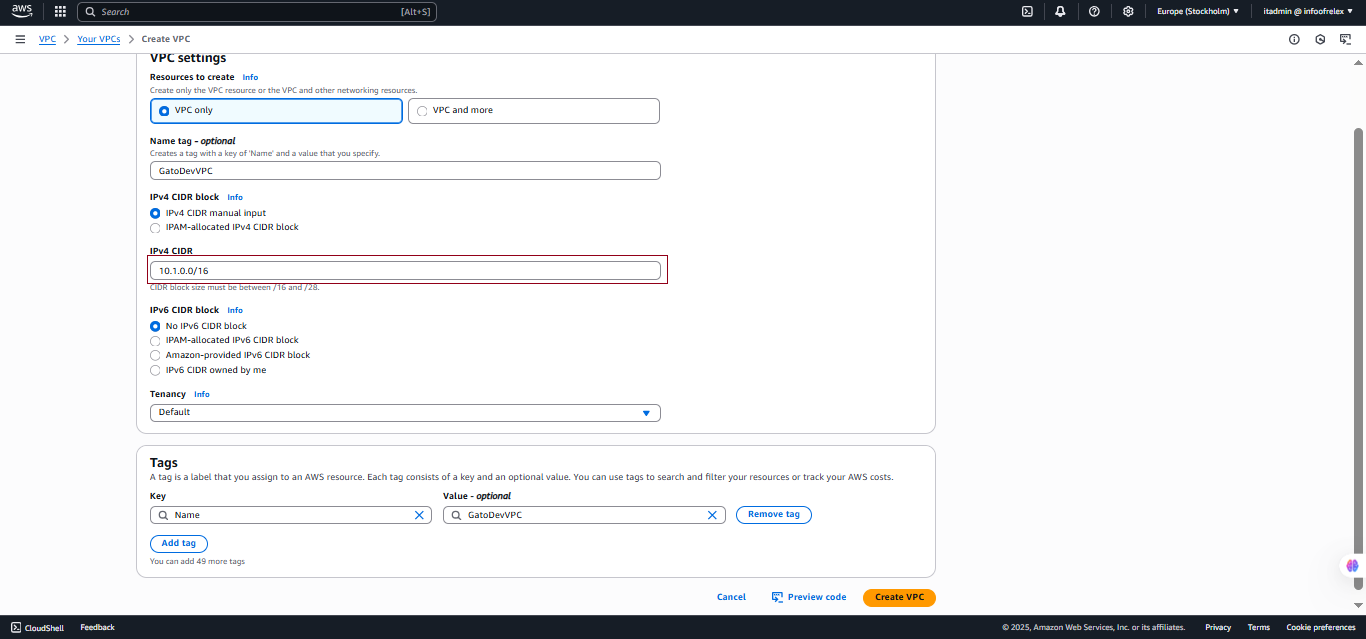 aws Search [Alt+S] Europe (Stockholm) itadmin @ infoofrelex
VPC Your VPCs Create VPC
VPC settings
Resources to create Info
Create only the VPC resource or the VPC and other networking resources.
VPC only VPC and more
Name tag - optional
Creates a tag with a key of 'Name' and a value that you specify.
GatoDevVPC
IPv4 CIDR block Info
IPv4 CIDR manual input
IPAM-allocated IPv4 CIDR block
IPv4 CIDR
10.1.0.0/16
CIDR block size must be between /16 and /28.
IPv6 CIDR block Info
No IPv6 CIDR block
IPAM-allocated IPv6 CIDR block
Amazon-provided IPv6 CIDR block
IPv6 CIDR owned by me
Tenancy Info
Default
Tags
A tag is a label that you assign to an AWS resource. Each tag consists of a key and an optional value. You can use tags to search and filter your resources or track your AWS costs.
Key Value - optional
Name GatoDevVPC Remove tag
Add tag
You can add 49 more tags
Cancel Preview code Create VPC
CloudShell Feedback © 2025, Amazon Web Services, Inc. or its affiliates. Privacy Terms Cookie preferences